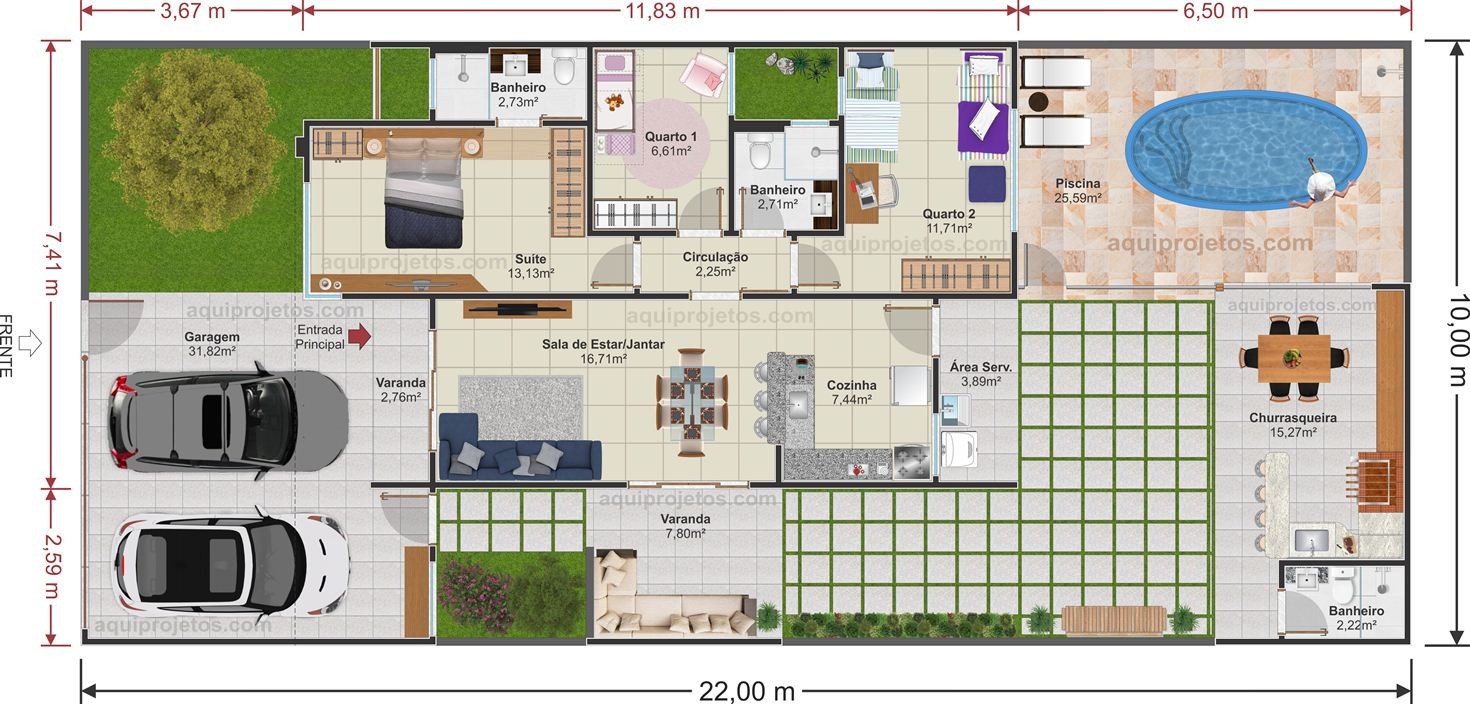 3,67 m
11,83 m
6,50 m
Banheiro
2,73m²
Quarto 1
6,61m²
Banheiro
2,71m²
Quarto 2
11,71m²
Piscina
25,59m²
aquiprojetos.com
aquiprojetos.com
aquiprojetos.com
Suíte
13,13m²
Circulação
2,25m²
7,41 m
10,00 m
FRENTE
aquiprojetos.com
aquiprojetos.com
aquiprojetos.com
Garagem
31,82m²
Entrada
Principal
Sala de Estar/Jantar
16,71m²
Varanda
2,76m²
Cozinha
7,44m²
Área Serv.
3,89m²
Churrasqueira
15,27m²
2,59 m
aquiprojetos.com
Varanda
7,80m²
aquiprojetos.com
Banheiro
2,22m²
22,00 m